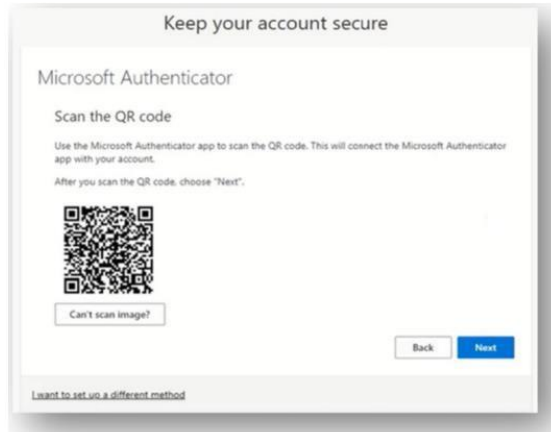 Keep your account secure
Microsoft Authenticator
Scan the QR code
Use the Microsoft Authenticator app to scan the QR code. This will connect the Microsoft Authenticator
app with your account.
After you scan the QR code, choose "Next".
Can't scan image?
Back
Next
I want to set up a different method